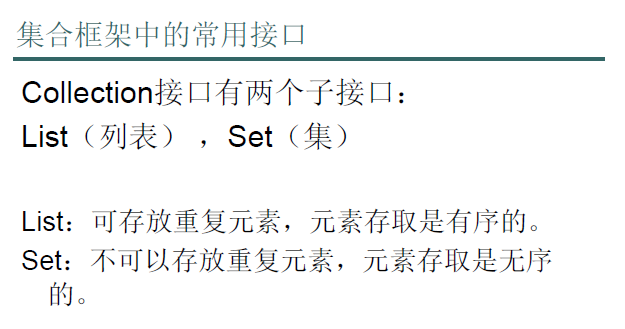 集合框架中的常用接口
Collection接口有两个子接口：
List（列表），Set（集）
List：可存放重复元素，元素存取是有序的。
Set：不可以存放重复元素，元素存取是无序
的。